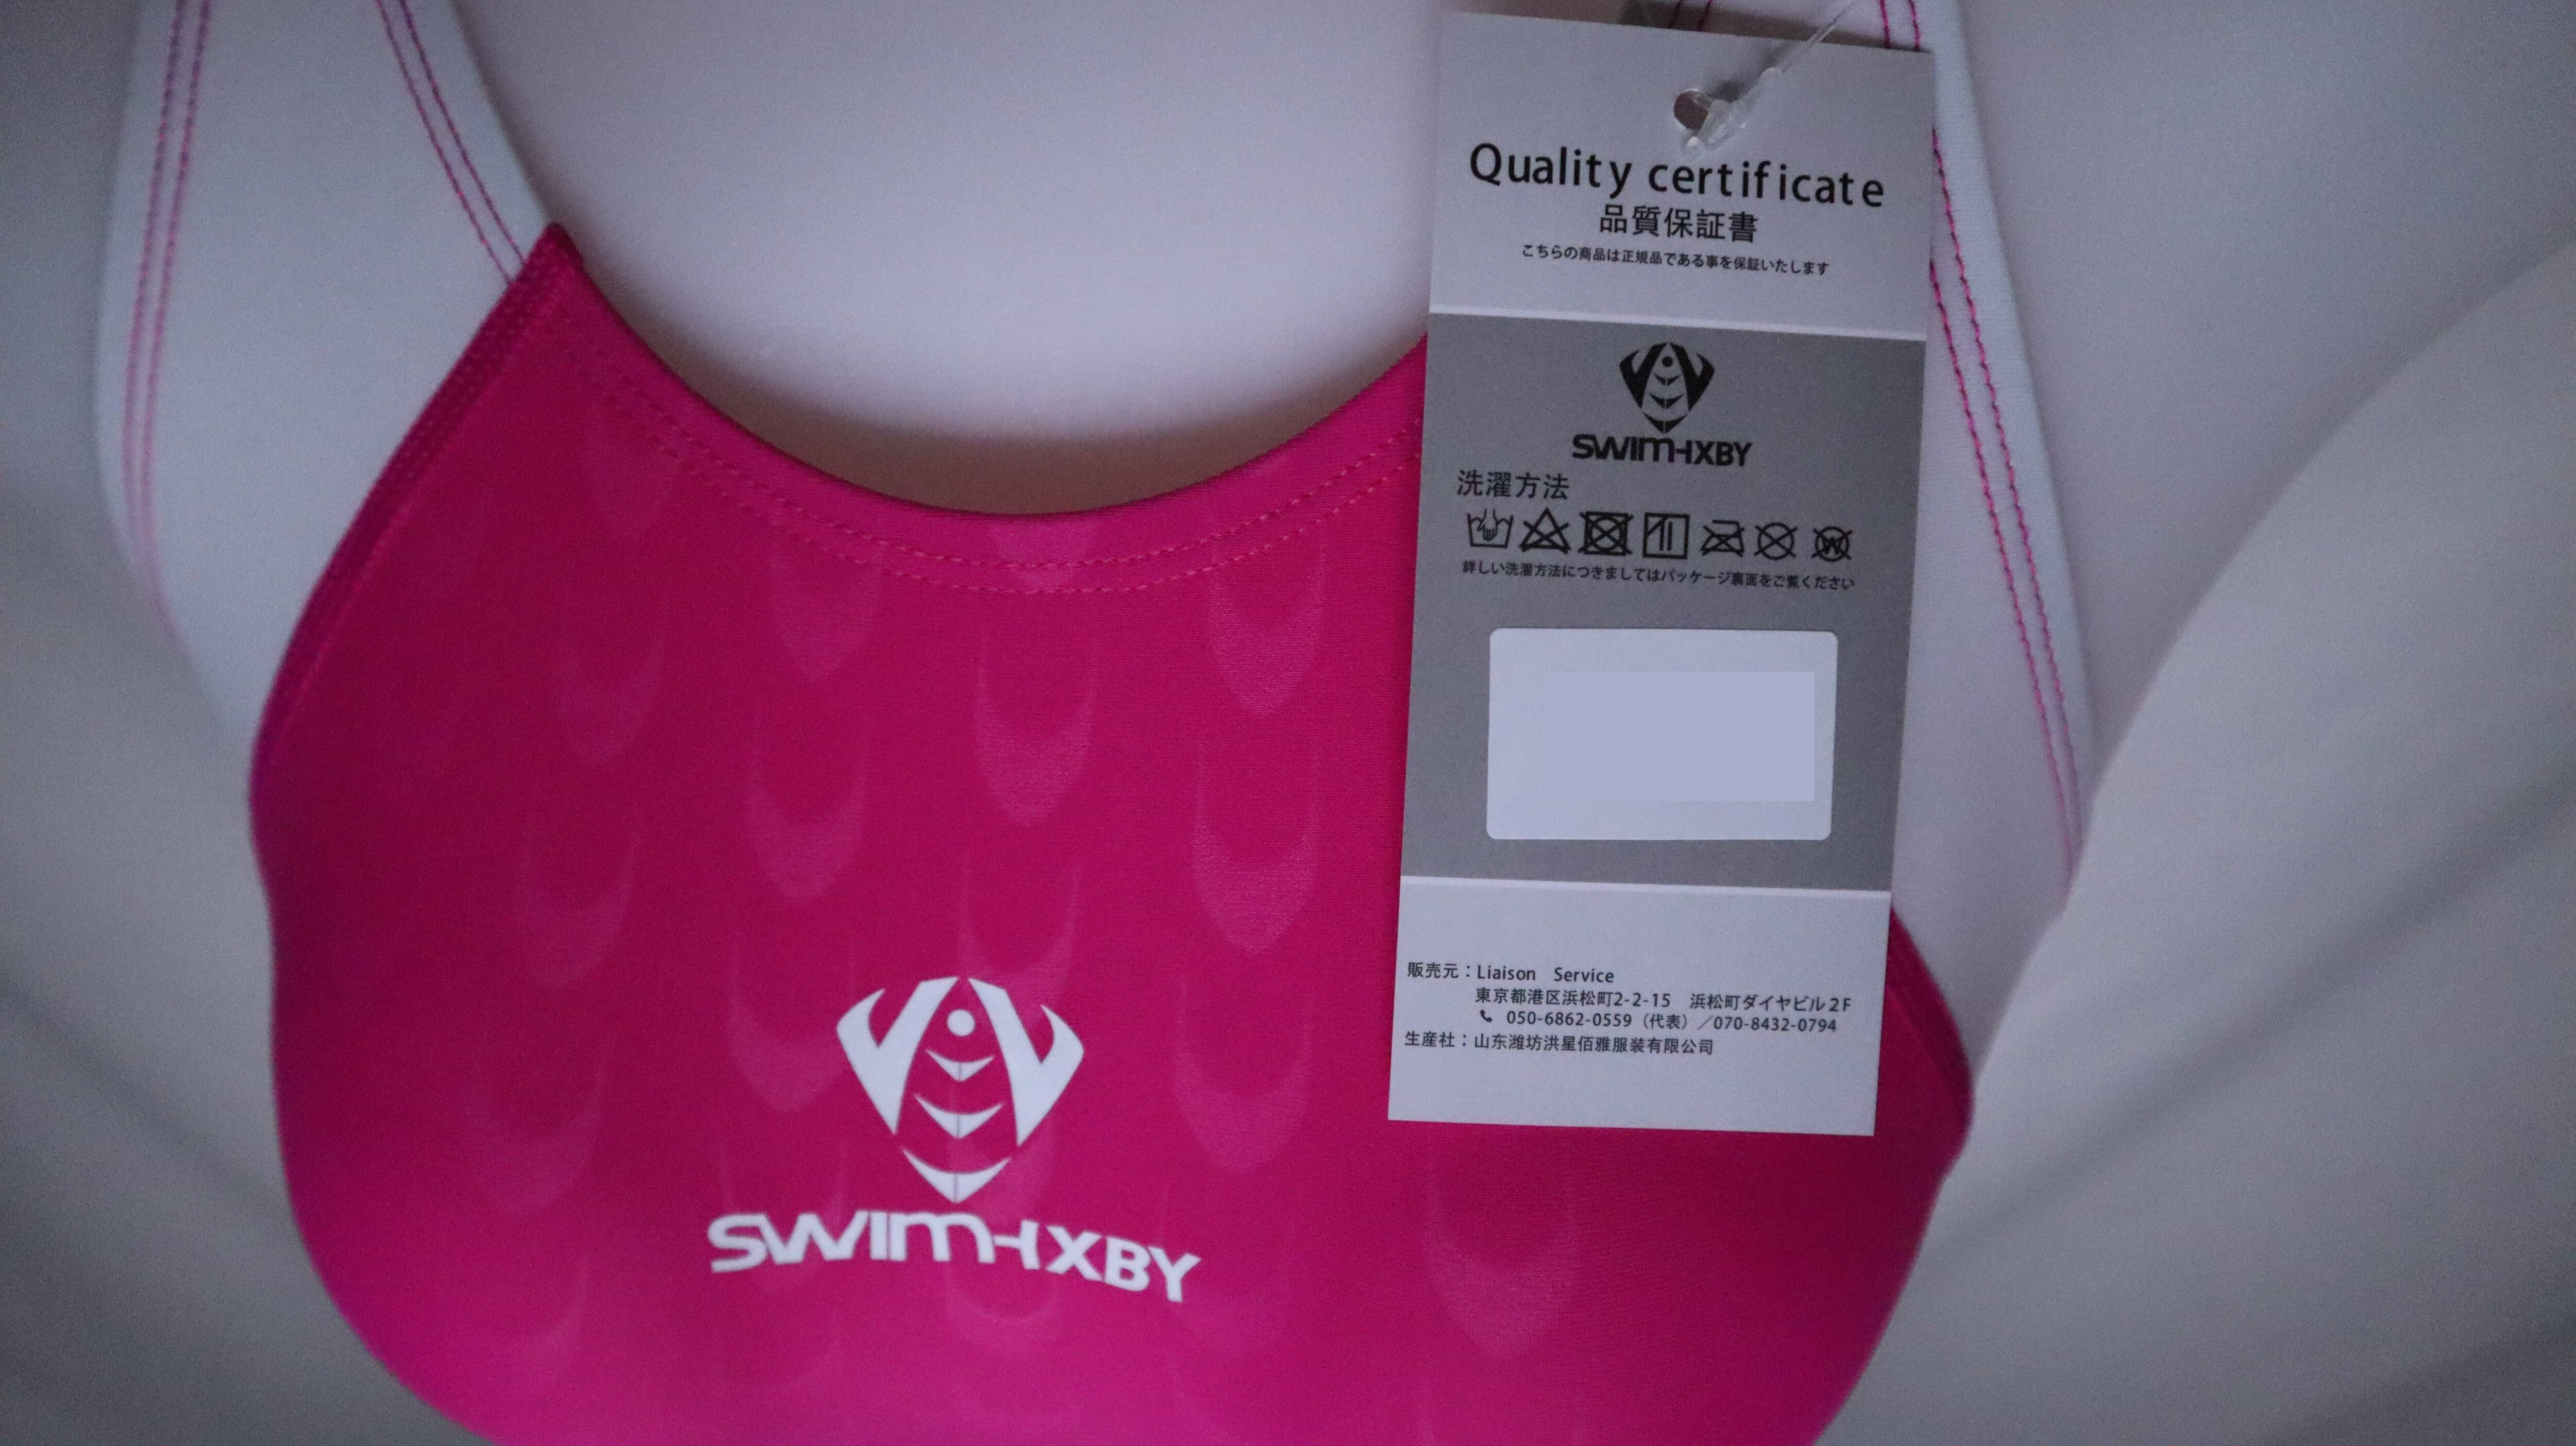 Quality certificate
品質保証書
こちらの商品は正規品である事を保証いたします
SWIM-HXBY
洗濯方法
W
詳しい洗濯方法につきましてはパッケージ裏面をご覧ください
販売元：Liaison Service
東京都港区浜松町2-2-15 浜松町ダイヤビル2F
050-6862-0559（代表）／070-8432-0794
生産社：山东潍坊洪星佰雅服装有限公司
SWIM-HXBY